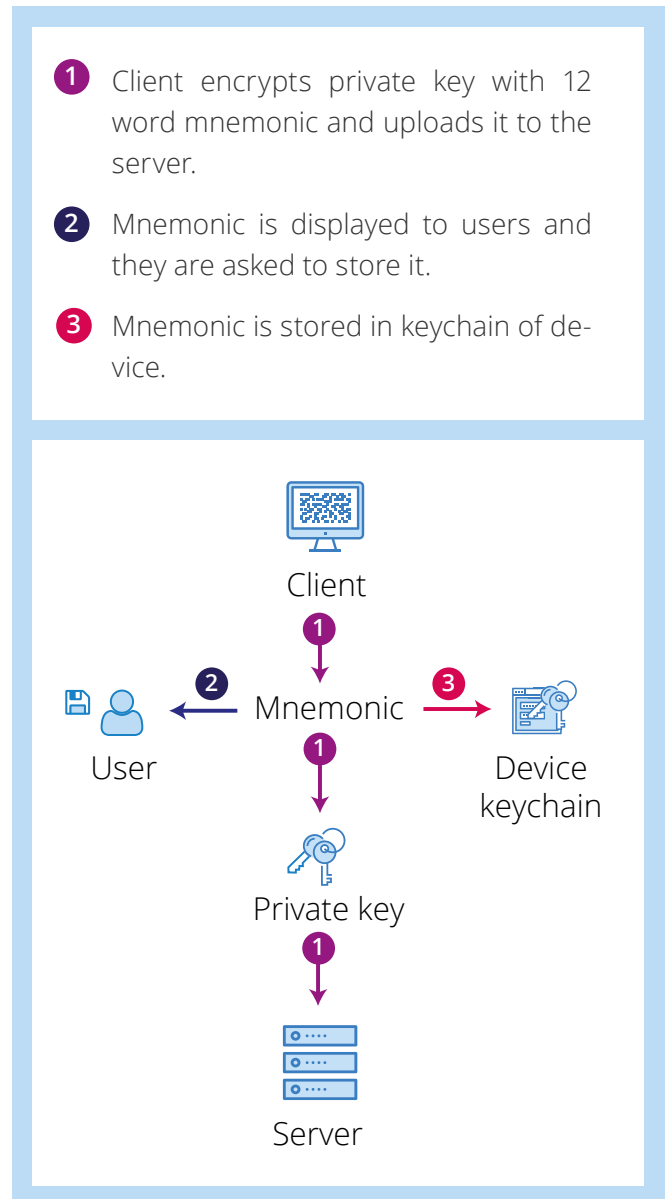 1 Client encrypts private key with 12
word mnemonic and uploads it to the
server.
2 Mnemonic is displayed to users and
they are asked to store it.
3 Mnemonic is stored in keychain of de-
vice.
Client
1
2 Mnemonic 3
User
1
Device
keychain
Private key
1
Server